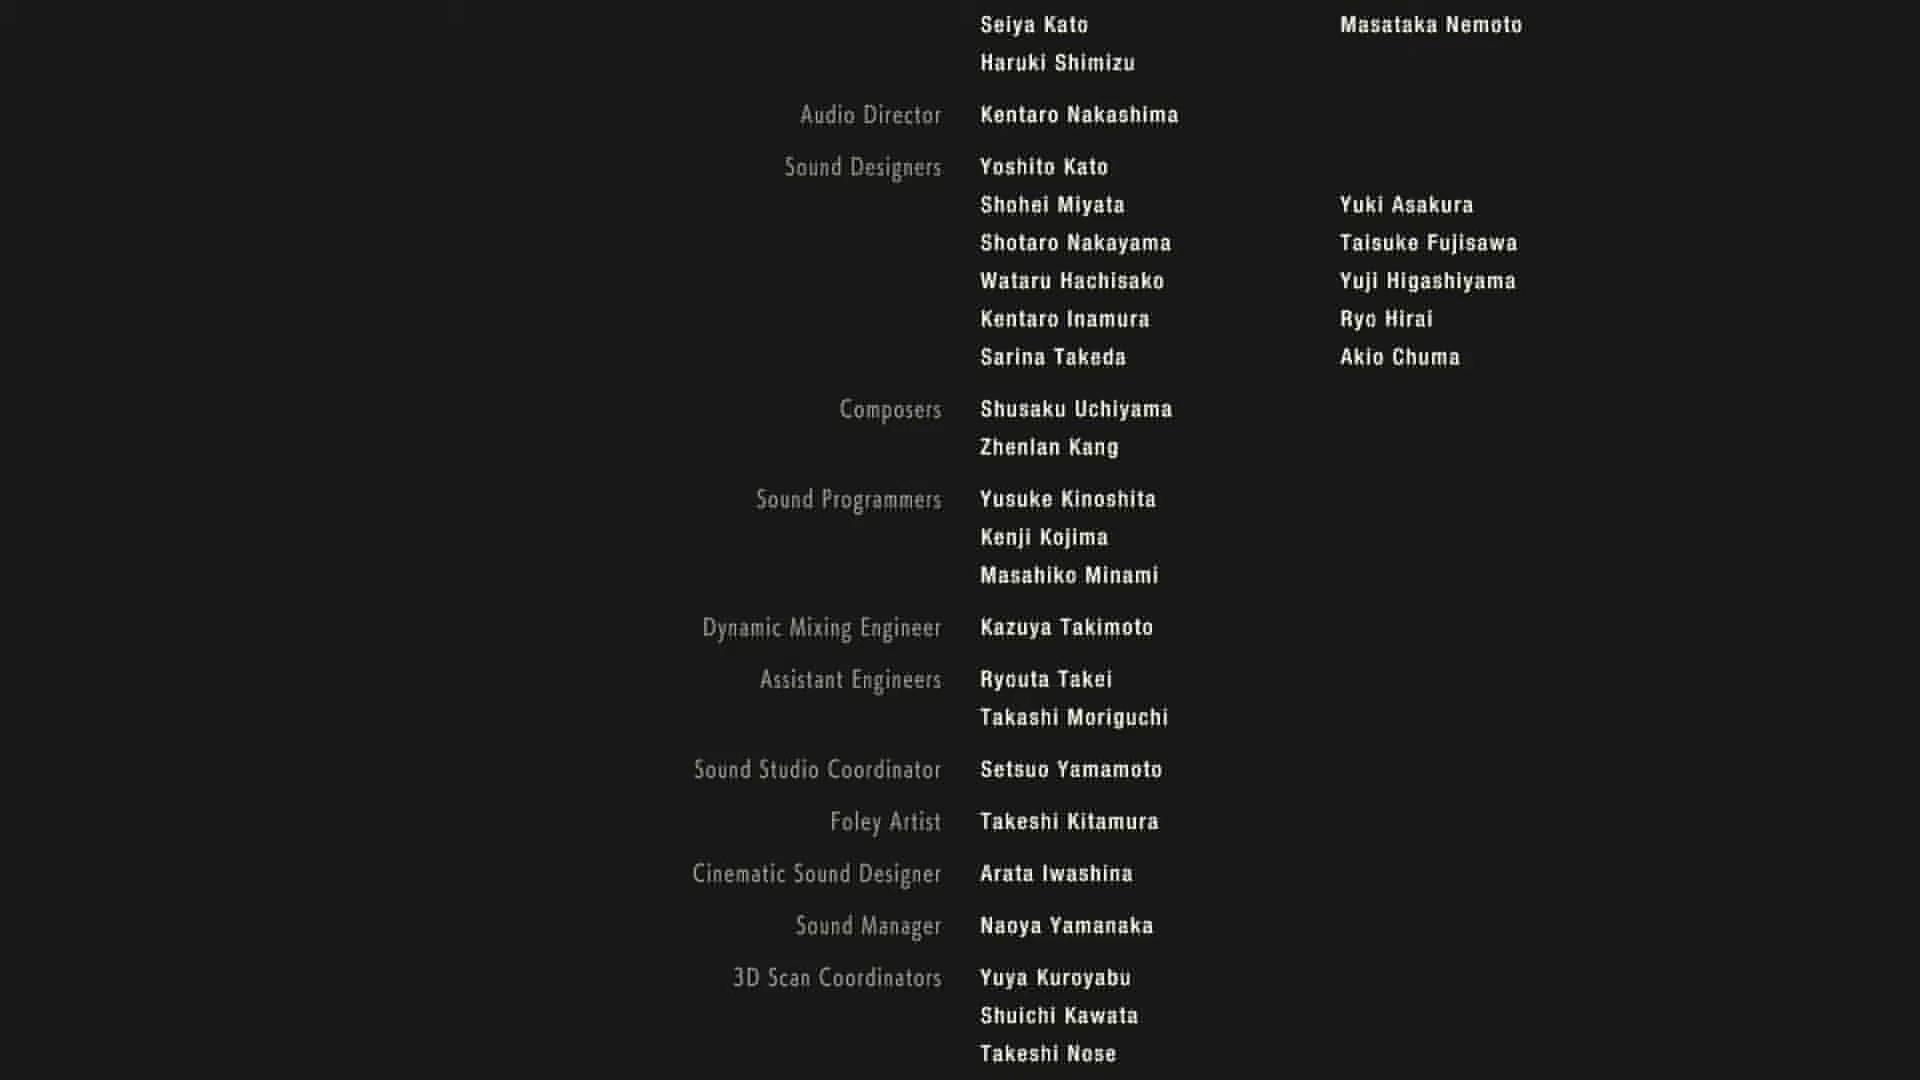 Seiya Kato Masataka Nemoto
Haruki Shimizu
Audio Director Kentaro Nakashima
Sound Designers Yoshito Kato
Shohei Miyata Yuki Asakura
Shotaro Nakayama Taisuke Fujisawa
Wataru Hachisako Yuji Higashiyama
Kentaro Inamura Ryo Hirai
Sarina Takeda Akio Chuma
Composers Shusaku Uchiyama
Zhenlan Kang
Sound Programmers Yusuke Kinoshita
Kenji Kojima
Masahiko Minami
Dynamic Mixing Engineer Kazuya Takimoto
Assistant Engineers Ryouta Takei
Takashi Moriguchi
Sound Studio Coordinator Setsuo Yamamoto
Foley Artist Takeshi Kitamura
Cinematic Sound Designer Arata Iwashina
Sound Manager Naoya Yamanaka
3D Scan Coordinators Yuya Kuroyabu
Shuichi Kawata
Takeshi Nose